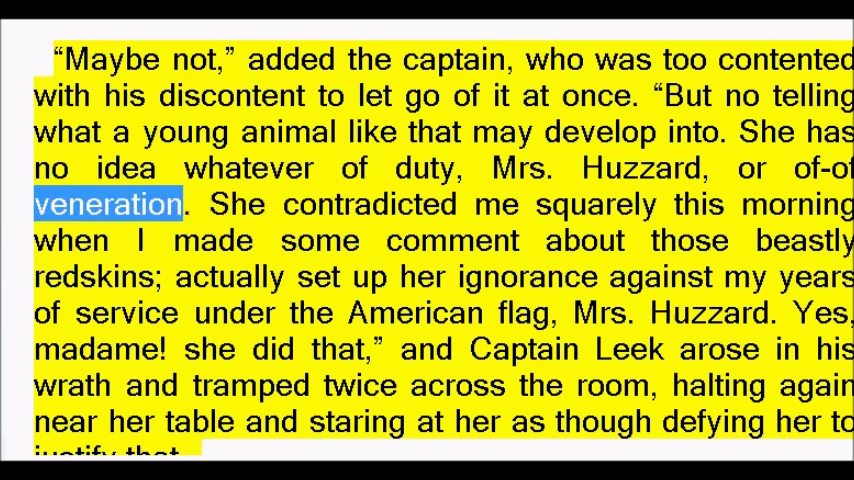 “Maybe not,” added the captain, who was too contented
with his discontent to let go of it at once. “But no telling
what a young animal like that may develop into. She has
no idea whatever of duty, Mrs. Huzzard, or of-of
veneration. She contradicted me squarely this morning
when I made some comment about those beastly
redskins; actually set up her ignorance against my years
of service under the American flag, Mrs. Huzzard. Yes,
madame! she did that,” and Captain Leek arose in his
wrath and tramped twice across the room, halting again
near her table and staring at her as though defying her to
justify that